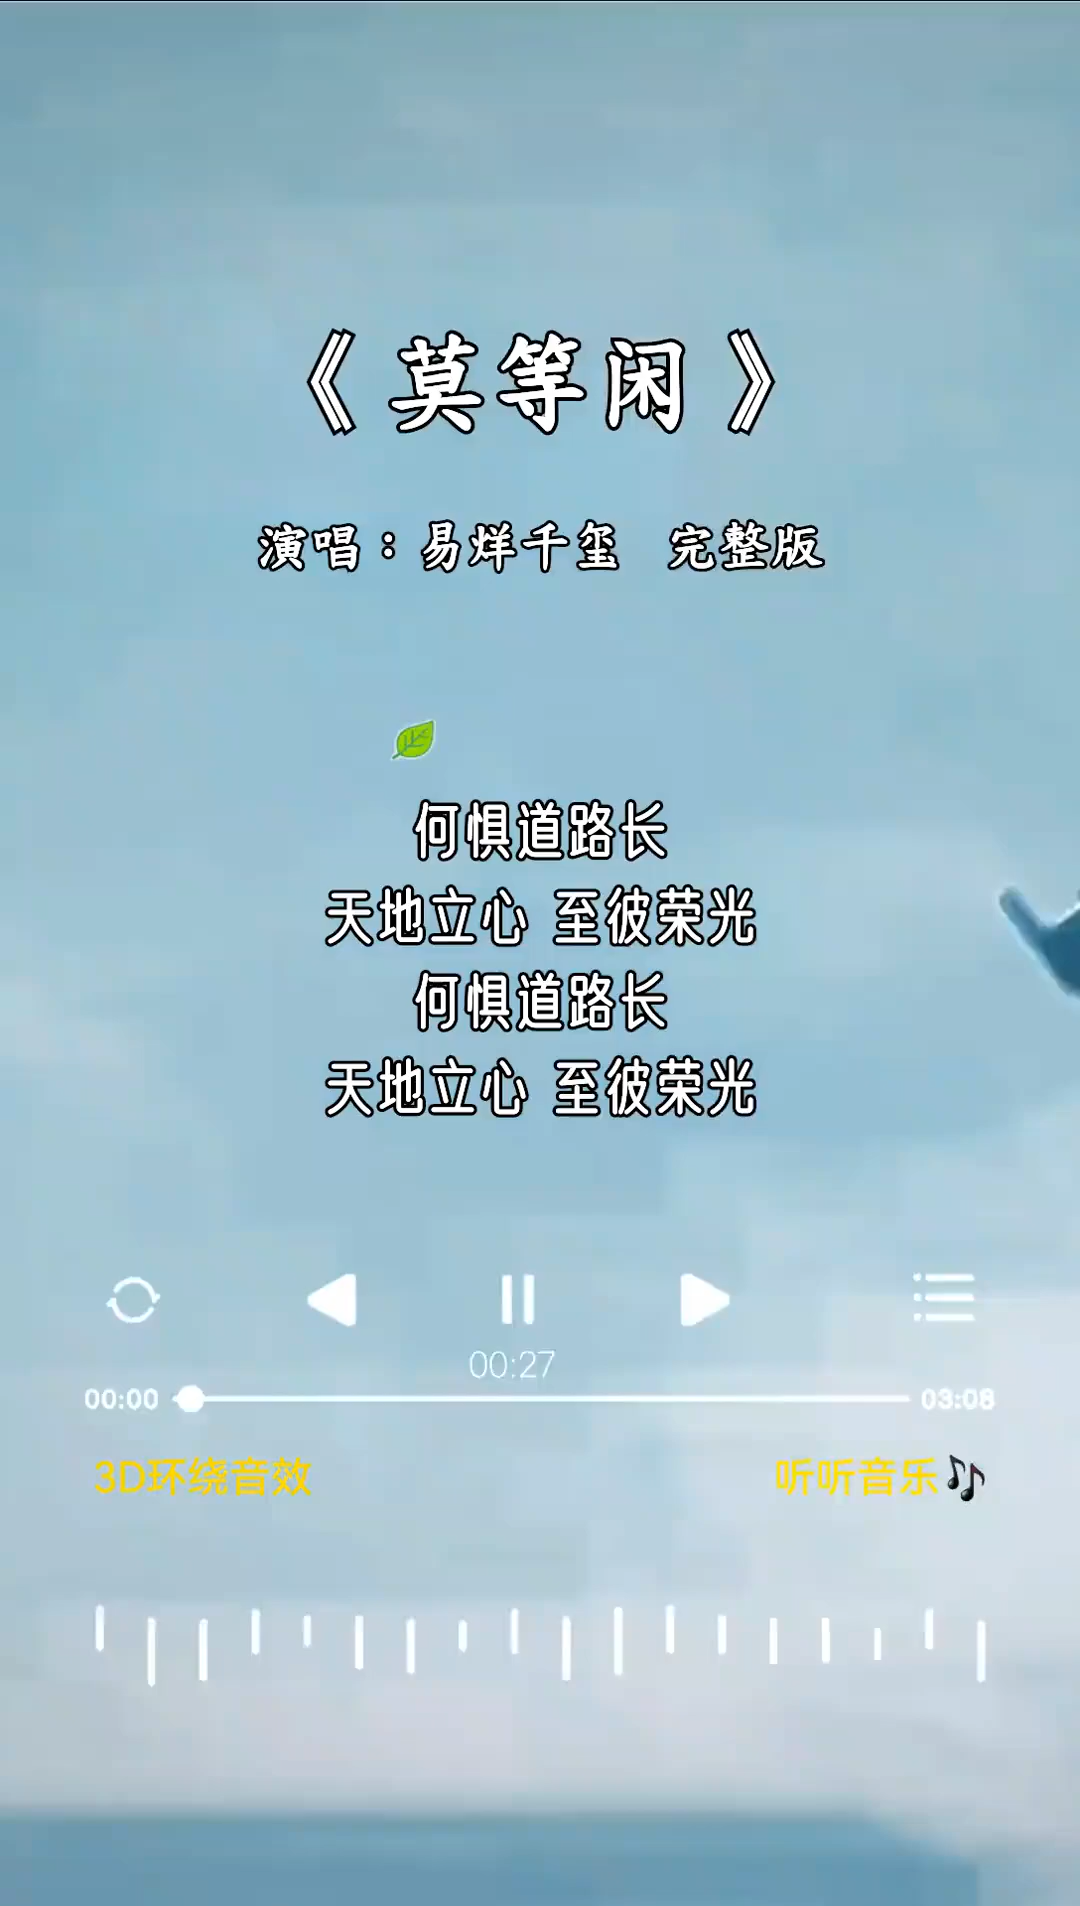 《莫等闲》
演唱：易烊千玺 完整版
何惧道路长
天地立心 至彼荣光
何惧道路长
天地立心 至彼荣光
00:27
00:00 03:08
3D环绕音效 听听音乐🎶